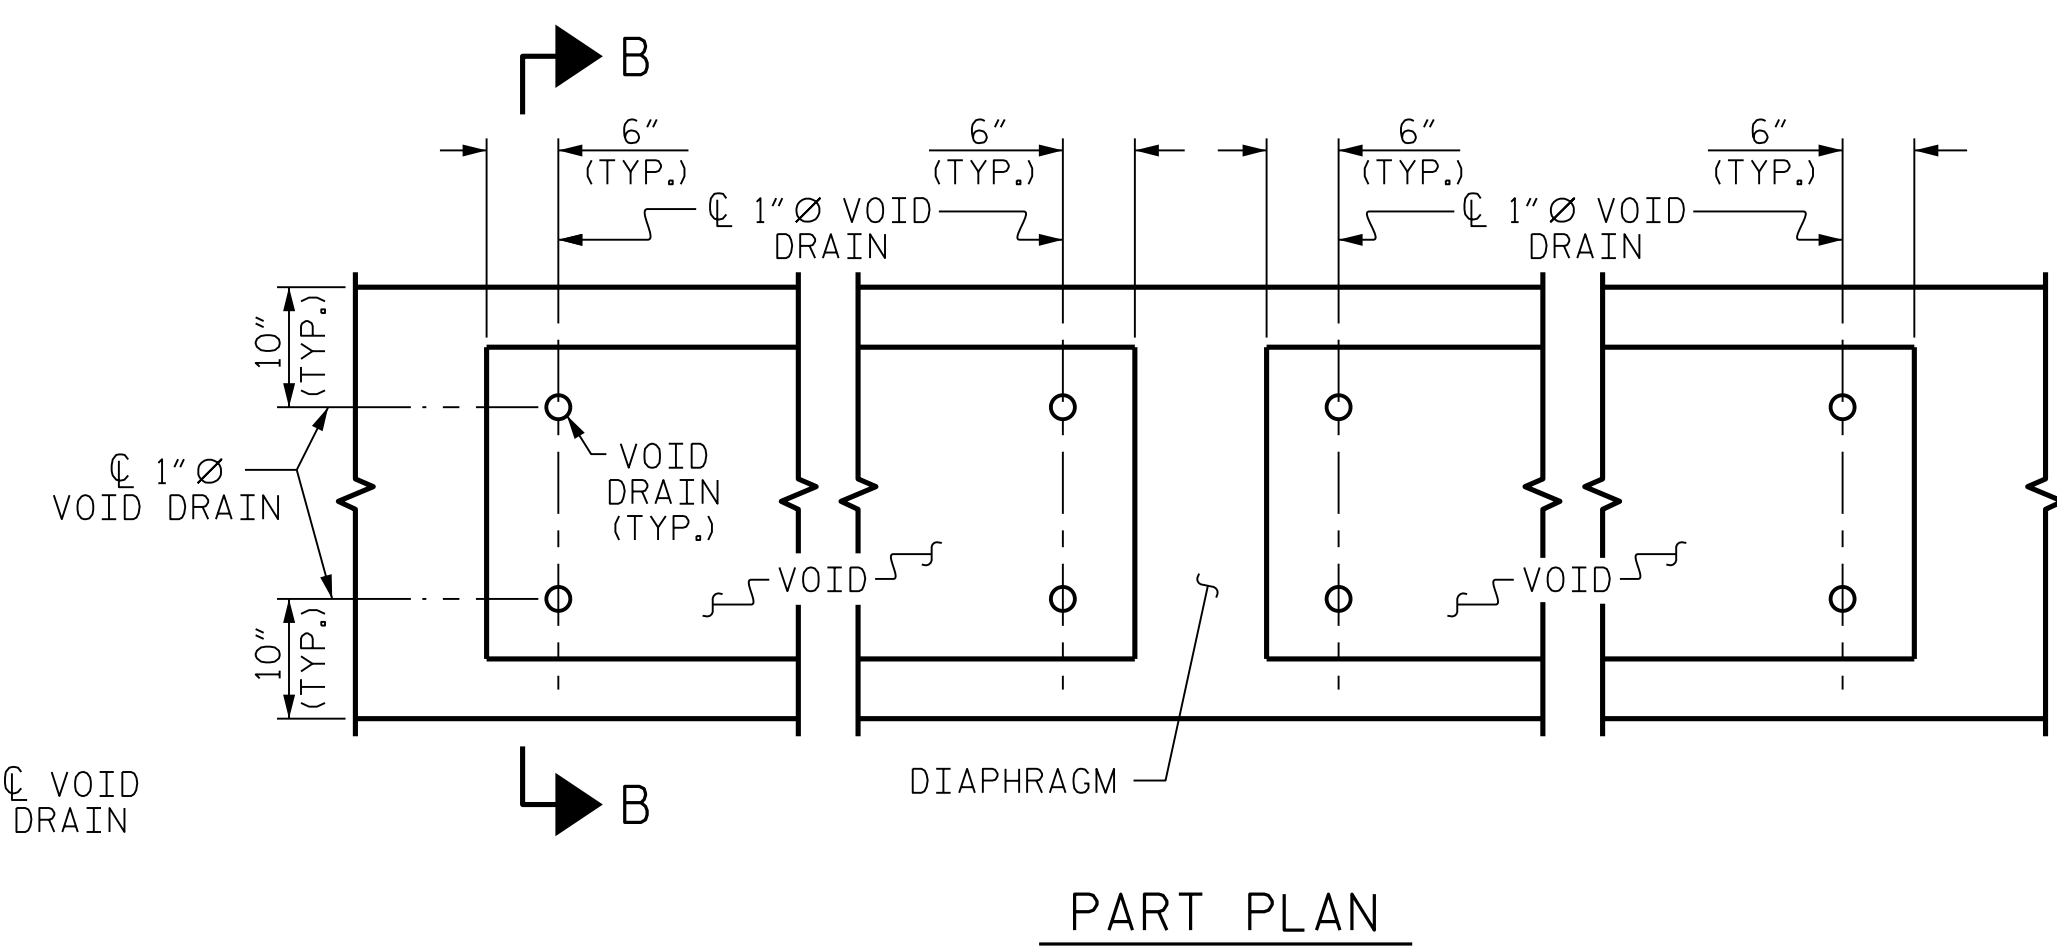 B
6" 6" 6" 6"
(TYP.) (TYP.) (TYP.) (TYP.)
℄ 1"Ø VOID
DRAIN
℄ 1"Ø VOID
DRAIN
10"
(TYP.)
℄ 1"Ø
VOID DRAIN
VOID
DRAIN
(TYP.)
VOID
VOID
10"
(TYP.)
DIAPHRAGM
B
℄ VOID
DRAIN
PART PLAN